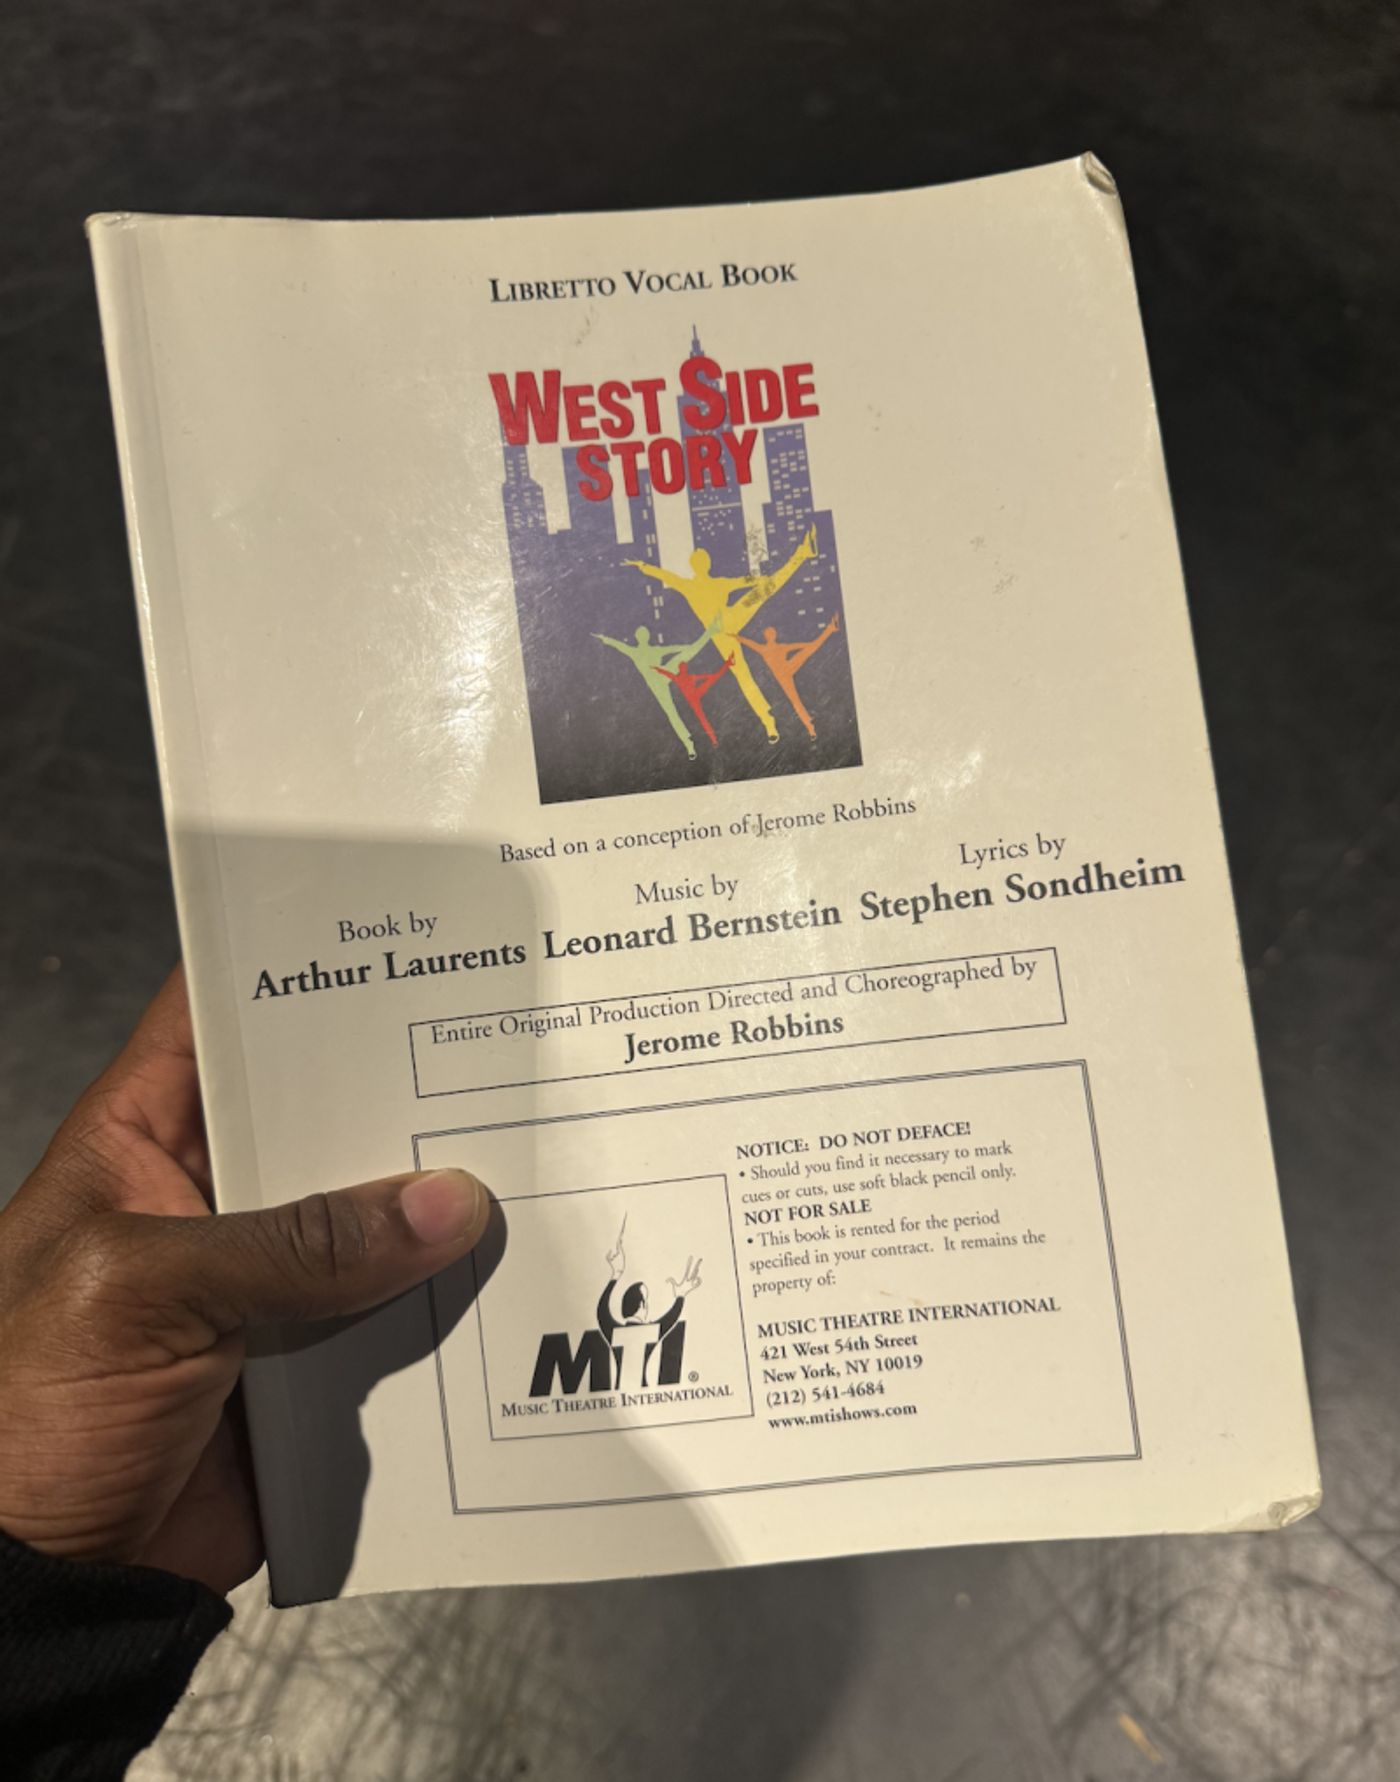 LIBRETTO VOCAL BOOK
WEST SIDE
STORY
Based on a conception of Jerome Robbins
Book by
Arthur Laurents
Music by
Leonard Bernstein
Lyrics by
Stephen Sondheim
Entire Original Production Directed and Choreographed by
Jerome Robbins
MTI®
MUSIC THEATRE INTERNATIONAL
NOTICE: DO NOT DEFACE!
• Should you find it necessary to mark
cues or cuts, use soft black pencil only.
NOT FOR SALE
• This book is rented for the period
specified in your contract. It remains the
property of:
MUSIC THEATRE INTERNATIONAL
421 West 54th Street
New York, NY 10019
(212) 541-4684
www.mtishows.com